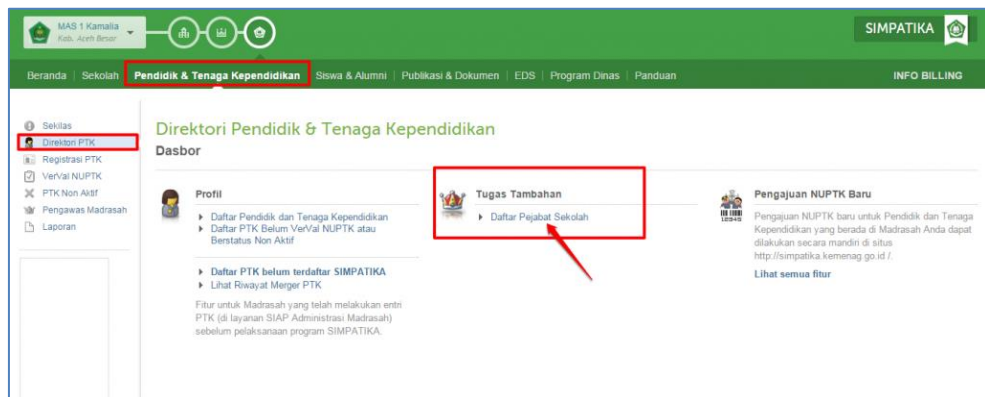 MAS 1 Kamalia
Kab. Aceh Besar
SIMPATIKA
Beranda | Sekolah | Pendidik & Tenaga Kependidikan | Siswa & Alumni | Publikasi & Dokumen | EDS | Program Dinas | Panduan
INFO BILLING
Sekilas
Direktori PTK
Registrasi PTK
VerVal NUPTK
PTK Non Aktif
Pengawas Madrasah
Laporan
Direktori Pendidik & Tenaga Kependidikan
Dasbor
Profil
Daftar Pendidik dan Tenaga Kependidikan
Daftar PTK Belum VerVal NUPTK atau
Berstatus Non Aktif
Daftar PTK belum terdaftar SIMPATIKA
Lihat Riwayat Merger PTK
Fitur untuk Madrasah yang telah melakukan entri
PTK (di layanan SIAP Administrasi Madrasah)
sebelum pelaksanaan program SIMPATIKA.
Tugas Tambahan
Daftar Pejabat Sekolah
12345
Pengajuan NUPTK Baru
Pengajuan NUPTK baru untuk Pendidik dan Tenaga
Kependidikan yang berada di Madrasah Anda dapat
dilakukan secara mandiri di situs
http://simpatika.kemenag.go.id /.
Lihat semua fitur